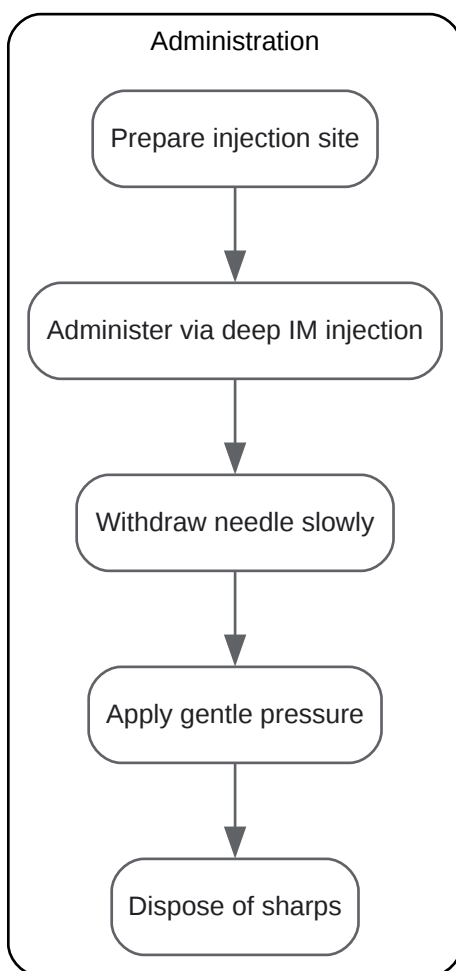 Administration
Prepare injection site
Administer via deep IM injection
Withdraw needle slowly
Apply gentle pressure
Dispose of sharps